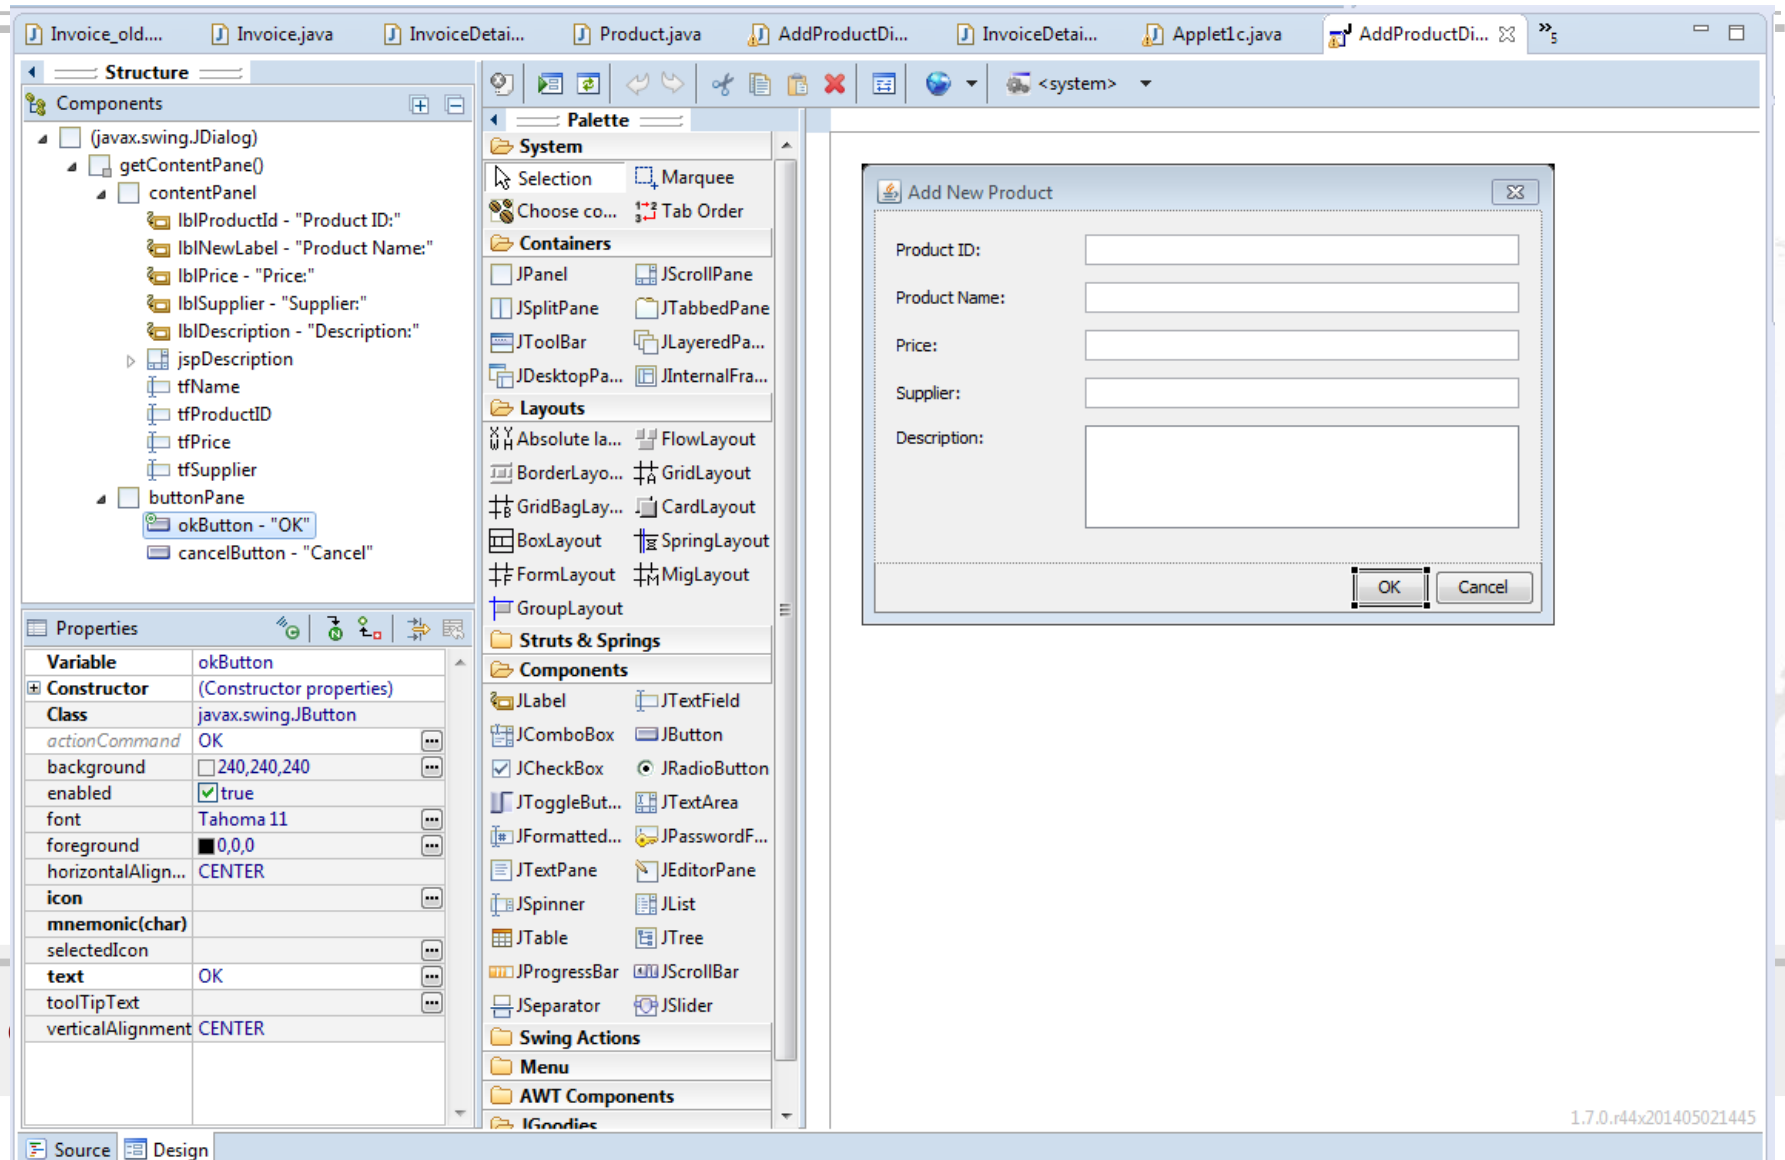 Invoice_old.... Invoice.java InvoiceDetai... Product.java AddProductDi... InvoiceDetai... Applet1c.java AddProductDi... »5
Structure
Components
(javax.swing.JDialog)
getContentPane()
contentPanel
lblProductId - "Product ID:"
lblNewLabel - "Product Name:"
lblPrice - "Price:"
lblSupplier - "Supplier:"
lblDescription - "Description:"
jspDescription
tfName
tfProductID
tfPrice
tfSupplier
buttonPane
okButton - "OK"
cancelButton - "Cancel"
Properties
Variable okButton
Constructor (Constructor properties)
Class javax.swing.JButton
actionCommand OK
background 240,240,240
enabled true
font Tahoma 11
foreground 0,0,0
horizontalAlign... CENTER
icon
mnemonic(char)
selectedIcon
text OK
toolTipText
verticalAlignment CENTER
<system>
Palette
System
Selection Marquee
Choose co... Tab Order
Containers
JPanel JScrollPane
JSplitPane JTabbedPane
JToolBar JLayeredPa...
JDesktopPa... JInternalFra...
Layouts
Absolute la... FlowLayout
BorderLayo... GridLayout
GridBagLay... CardLayout
BoxLayout SpringLayout
FormLayout MigLayout
GroupLayout
Struts & Springs
Components
JLabel JTextField
JComboBox JButton
JCheckBox JRadioButton
JToggleBut... JTextArea
JFormatted... JPasswordF...
JTextPane JEditorPane
JSpinner JList
JTable JTree
JProgressBar JScrollBar
JSeparator JSlider
Swing Actions
Menu
AWT Components
JGoodies
Add New Product
Product ID:
Product Name:
Price:
Supplier:
Description:
OK Cancel
1.7.0.r44x201405021445
Source Design